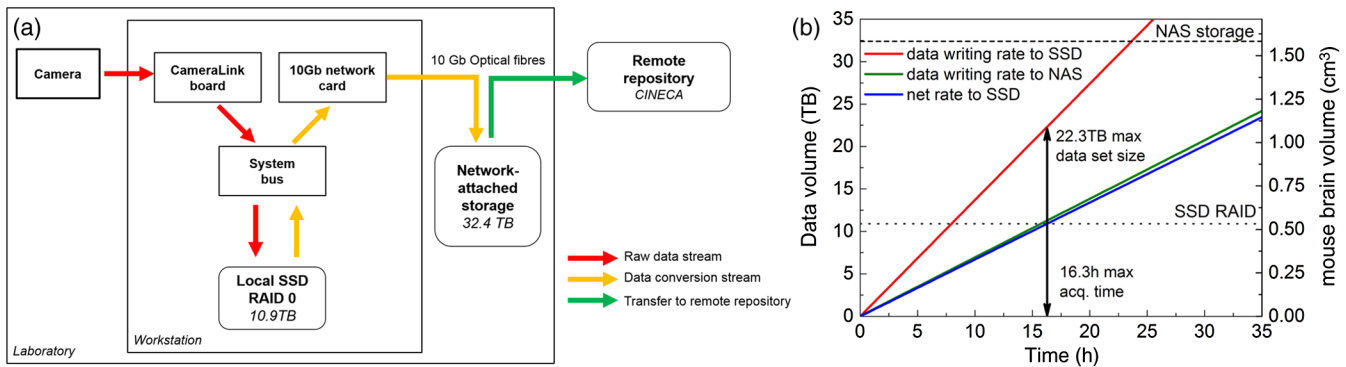 (a)
Camera
CameraLink
board
10Gb network
card
10 Gb Optical fibres
Remote
repository
CINECA
System
bus
Network-
attached
storage
32.4 TB
Local SSD
RAID 0
10.9TB
Raw data stream
Data conversion stream
Transfer to remote repository
Workstation
Laboratory
(b)
35
30
25
20
15
10
5
0
Data volume (TB)
NAS storage
data writing rate to SSD
data writing rate to NAS
net rate to SSD
22.3TB max
data set size
SSD RAID
16.3h max
acq. time
1.50
1.25
1.00
0.75
0.50
0.25
0.00
mouse brain volume (cm³)
0 5 10 15 20 25 30 35
Time (h)